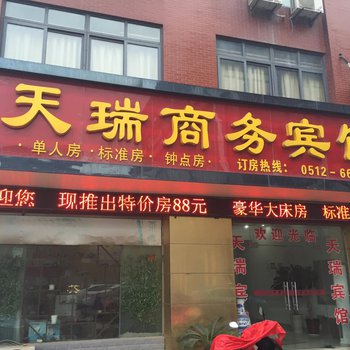 天瑞商务宾馆
·单人房·标准房·钟点房· 订房热线：0512-66
迎您 现推出特价房88元 豪华大床房 标准
欢迎光临
天瑞宾馆
天瑞宾馆